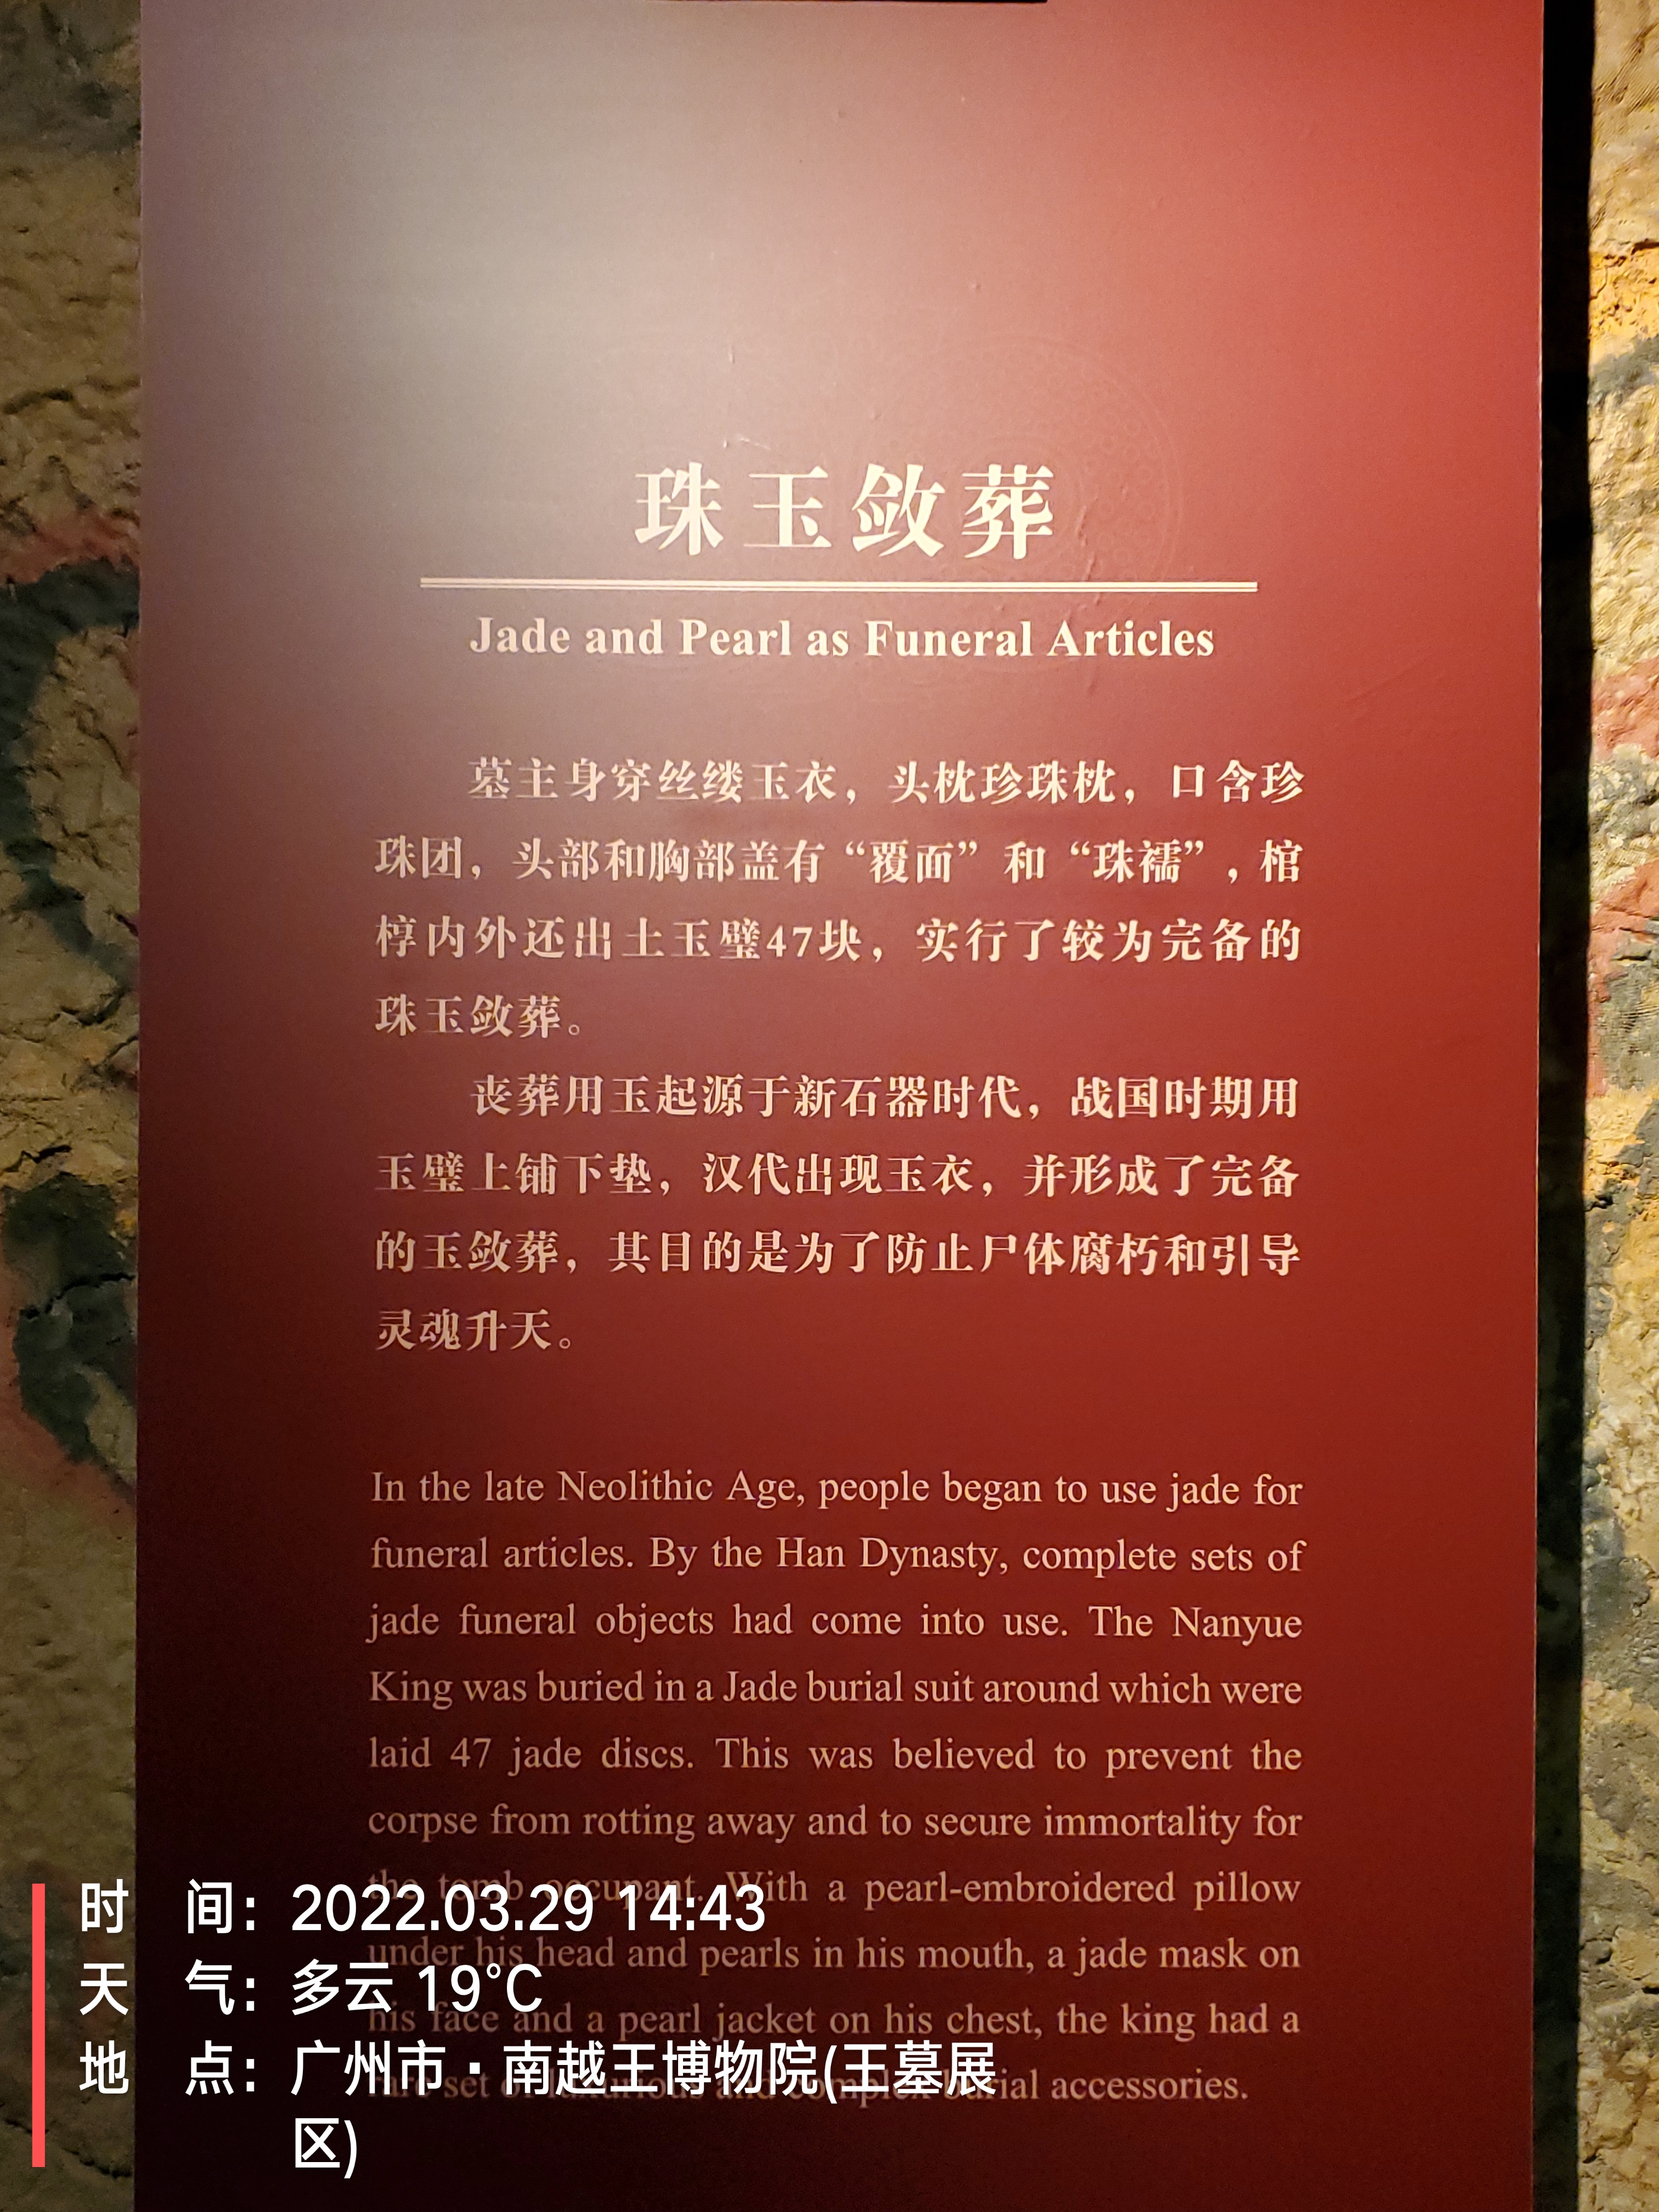 珠玉敛葬
Jade and Pearl as Funeral Articles
墓主身穿丝缕玉衣，头枕珍珠枕，口含珍
珠团，头部和胸部盖有“覆面”和“珠襦”，棺
椁内外还出土玉璧47块，实行了较为完备的
珠玉敛葬。
丧葬用玉起源于新石器时代，战国时期用
玉璧上铺下垫，汉代出现玉衣，并形成了完备
的玉敛葬，其目的是为了防止尸体腐朽和引导
灵魂升天。
In the late Neolithic Age, people began to use jade for
funeral articles. By the Han Dynasty, complete sets of
jade funeral objects had come into use. The Nanyue
King was buried in a Jade burial suit around which were
laid 47 jade discs. This was believed to prevent the
corpse from rotting away and to secure immortality for
the tomb occupant. With a pearl-embroidered pillow
under his head and pearls in his mouth, a jade mask on
his face and a pearl jacket on his chest, the king had a
set burial accessories.
时间：2022.03.29 14:43
天气：多云 19℃
地点：广州市·南越王博物院(王墓展
区)